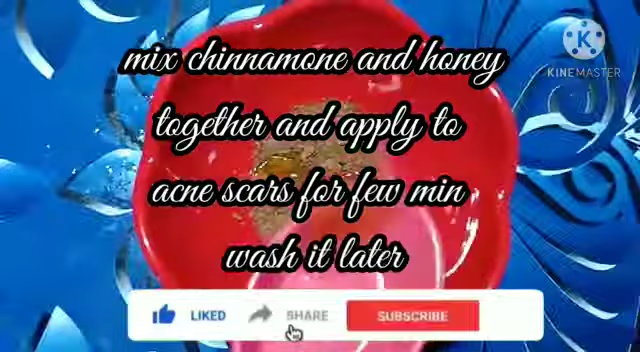 mix chinnamone and honey
KINEMASTER
together and apply to
acne scars for few min
wash it later
LIKED SHARE SUBSCRIBE